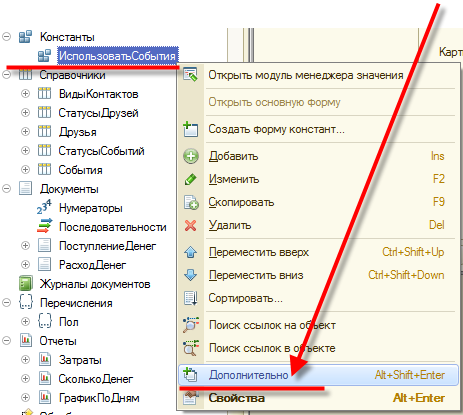 Константы
ИспользоватьСобытия
Карти
Справочники
Открыть модуль менеджера значения
ВидыКонтактов
Открыть основную форму
СтатусыДрузей
Создать форму констант...
Друзья
СтатусыСобытий
Добавить Ins
События
Изменить F2
Документы
Скопировать F9
Нумераторы
Удалить Del
Последовательности
ПоступлениеДенег
Переместить вверх Ctrl+Shift+Up
РасходДенег
Переместить вниз Ctrl+Shift+Down
Журналы документов
Сортировать...
Перечисления
Пол
Поиск ссылок на объект
Отчеты
Поиск ссылок в объекте
Затраты
СколькоДенег
Дополнительно Alt+Shift+Enter
ГрафикПоДням
Свойства Alt+Enter